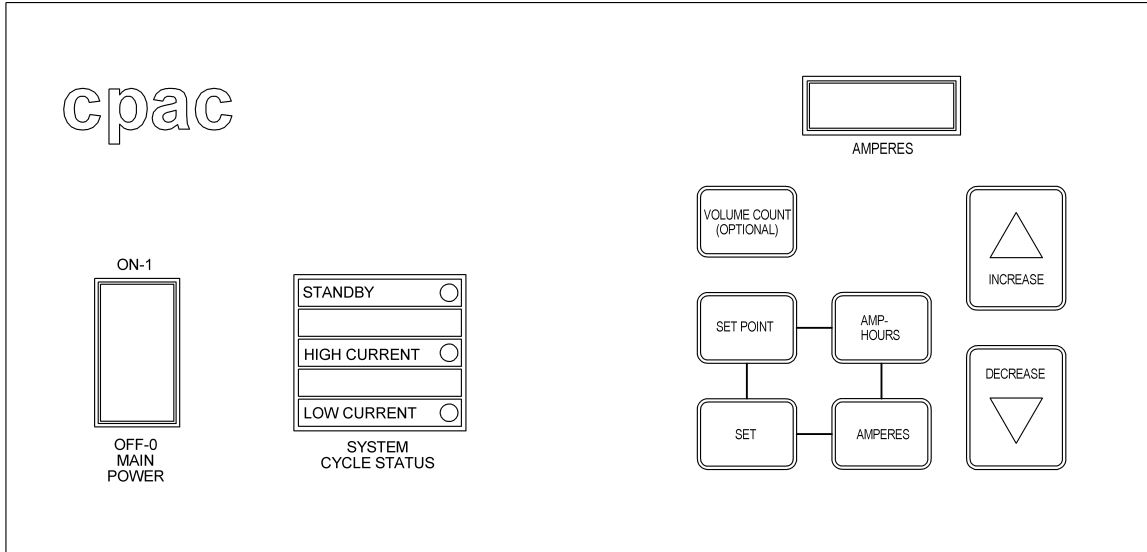 cpac
AMPERES
VOLUME COUNT
(OPTIONAL)
INCREASE
ON-1
STANDBY
HIGH CURRENT
LOW CURRENT
SET POINT
AMP-
HOURS
DECREASE
SET
AMPERES
OFF-0
MAIN
POWER
SYSTEM
CYCLE STATUS